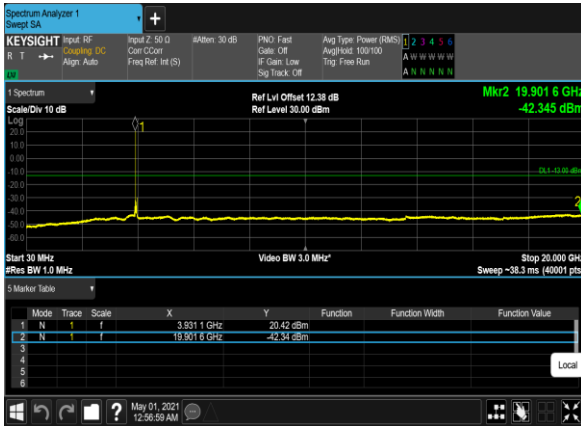 Spectrum Analyzer 1
Swept SA
+
KEYSIGHT Input: RF Input Z: 50 Ω #Atten: 30 dB PNO: Fast Avg Type: Power (RMS) 1 2 3 4 5 6
R T Coupling: DC Corr CCorr Gate: Off Avg|Hold: 100/100 A W W W W W
Align: Auto Freq Ref: Int (S) IF Gain: Low Trig: Free Run
LW Sig Track: Off A N N N N N
1 Spectrum Ref Lvl Offset 12.38 dB Mkr2 19.901 6 GHz
Scale/Div 10 dB Ref Level 30.00 dBm -42.345 dBm
Log
1
20.0
10.0
0.00
-10.0
DL1 -13.00 dBm
-20.0
-30.0
2
-40.0
-50.0
-60.0
Start 30 MHz Video BW 3.0 MHz* Stop 20.000 GHz
#Res BW 1.0 MHz Sweep ~38.3 ms (40001 pts)
5 Marker Table
Mode Trace Scale X Y Function Function Width Function Value
1 N 1 f 3.931 1 GHz 20.42 dBm
2 N 1 f 19.901 6 GHz -42.34 dBm
3
4
5
6
Local
? May 01, 2021
12:56:59 AM